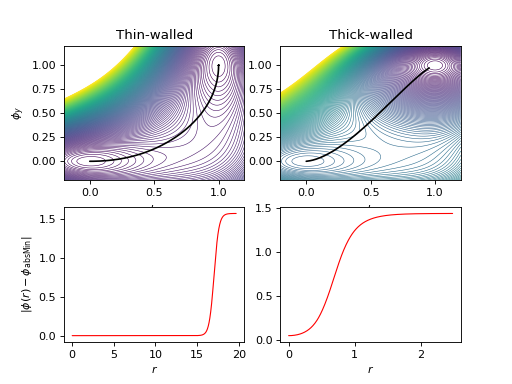 Thin-walled Thick-walled
1.00 1.00
0.75 0.75
ϕy
0.50 0.50
0.25 0.25
0.00 0.00
0.0 0.5 1.0 0.0 0.5 1.0
1.5 1.5
1.0 1.0
|ϕ(r) − ϕabsMin|
0.5 0.5
0.0 0.0
0 5 10 15 20 0 1 2
r r